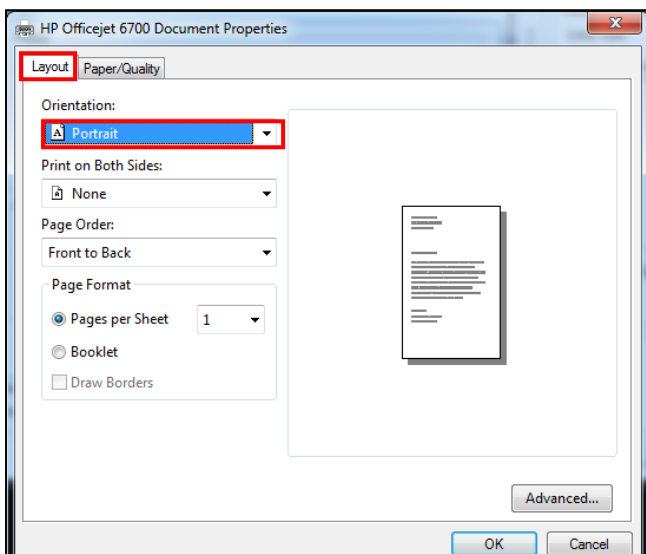 HP Officejet 6700 Document Properties
Layout
Paper/Quality
Orientation:
A Portrait
Print on Both Sides:
None
Page Order:
Front to Back
Page Format
Pages per Sheet
1
Booklet
Draw Borders
Advanced...
OK
Cancel